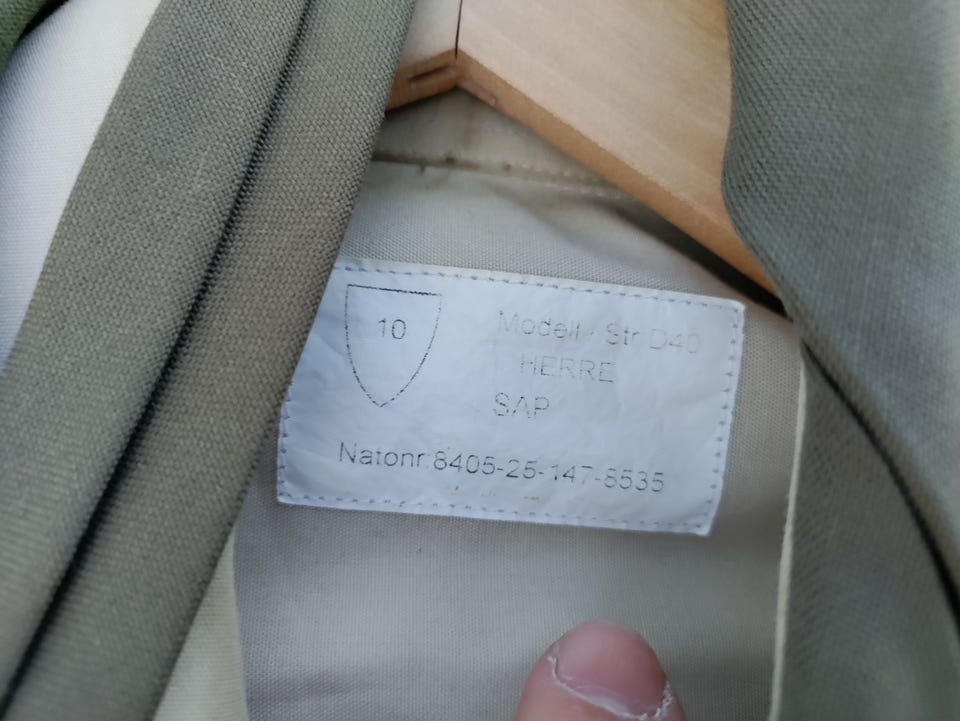 10
Modell / Str D40
HERRE
SAP
Natonr:8405-25-147-8535